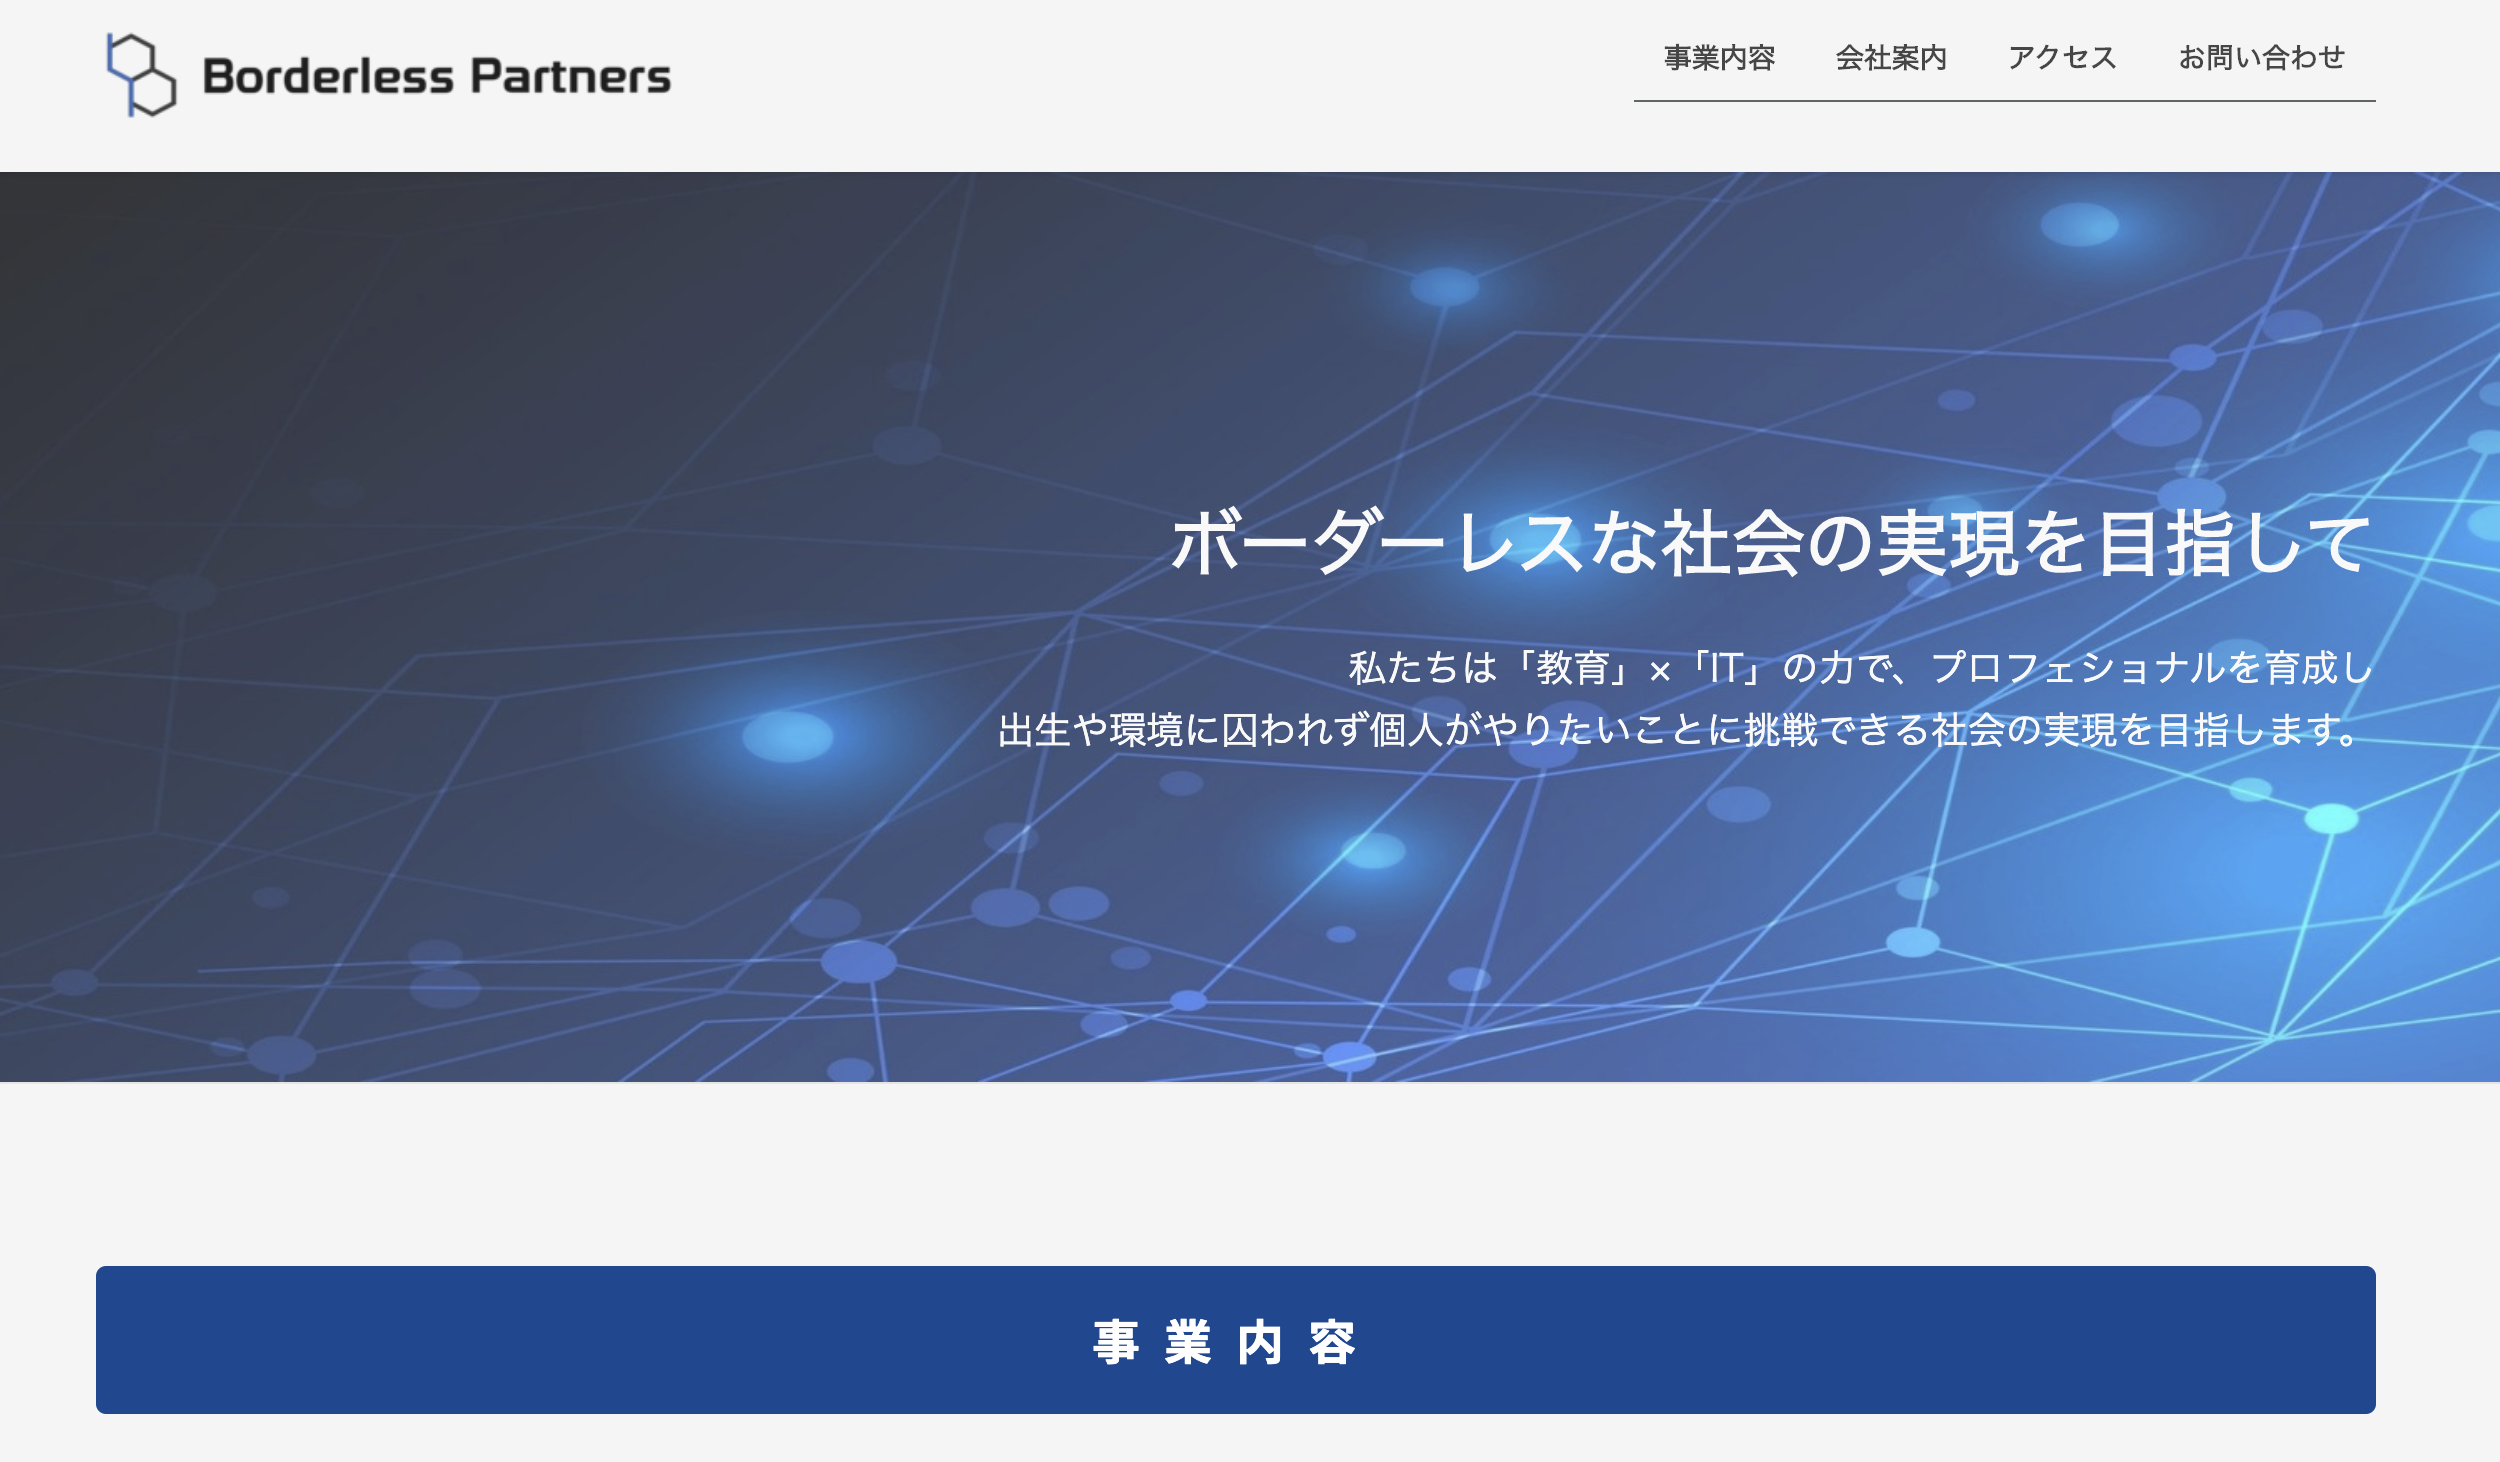 Borderless Partners
事業内容 会社案内 アクセス お問い合わせ
ボーダーレスな社会の実現を目指して
私たちは「教育」×「IT」の力で、プロフェショナルを育成し
出生や環境に囚われず個人がやりたいことに挑戦できる社会の実現を目指します。
事業内容